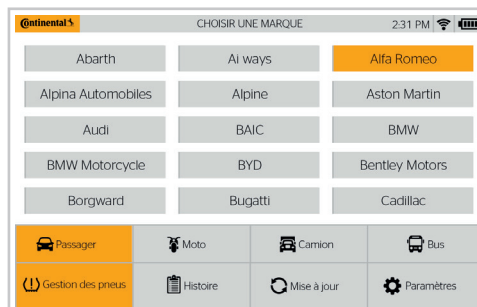 Continental CHOISIR UNE MARQUE 2:31 PM
Abarth Ai ways Alfa Romeo
Alpina Automobiles Alpine Aston Martin
Audi BAIC BMW
BMW Motorcycle BYD Bentley Motors
Borgward Bugatti Cadillac
Passager Moto Camion Bus
Gestion des pneus Histoire Mise à jour Paramètres